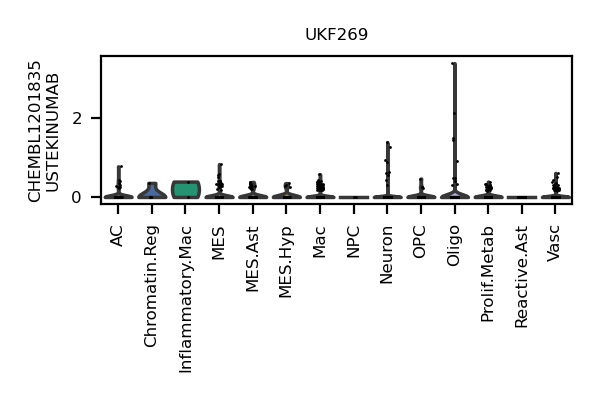 UKF269
CHEMBL1201835
USTEKINUMAB
2
0
AC
Chromatin.Reg
Inflammatory.Mac
MES
MES.Ast
MES.Hyp
Mac
NPC
Neuron
OPC
Oligo
Prolif.Metab
Reactive.Ast
Vasc